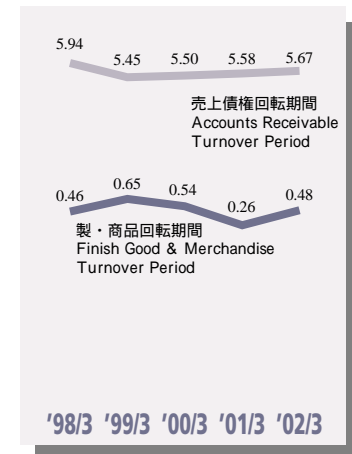 5.94 5.45 5.50 5.58 5.67
売上債権回転期間
Accounts Receivable
Turnover Period
0.46 0.65 0.54 0.26 0.48
製・商品回転期間
Finish Good & Merchandise
Turnover Period
'98/3 '99/3 '00/3 '01/3 '02/3